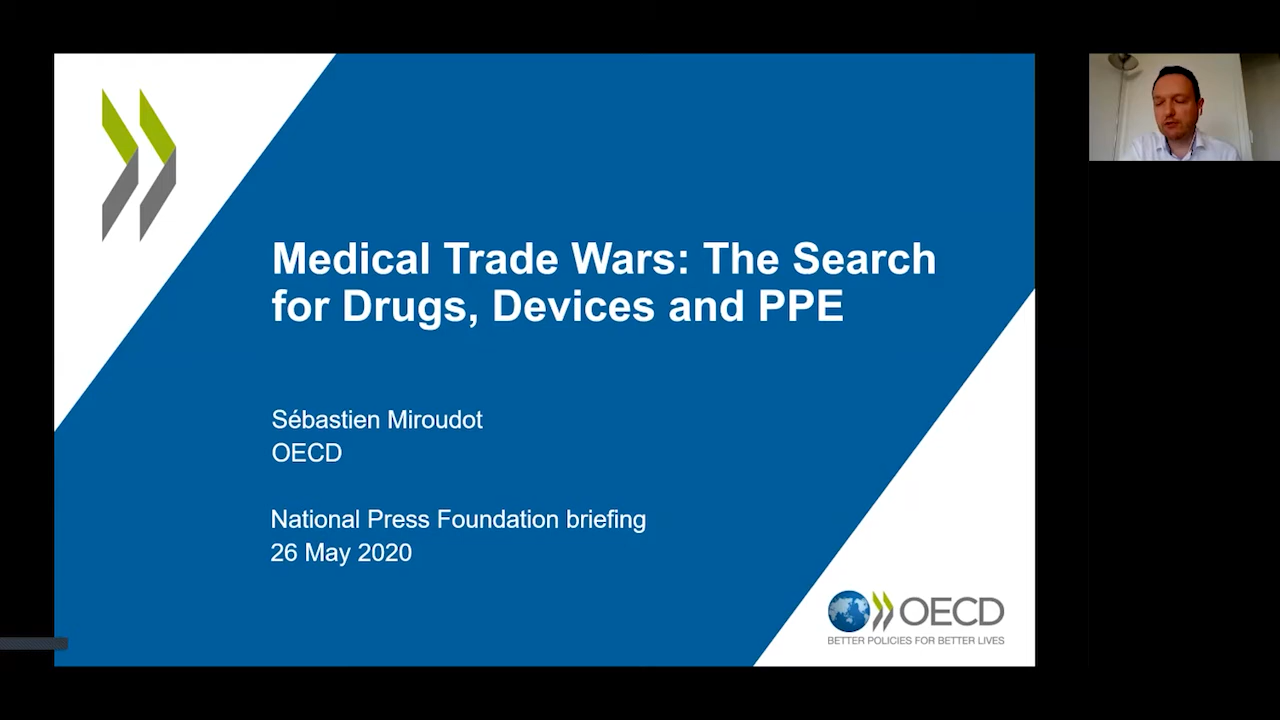 Medical Trade Wars: The Search
for Drugs, Devices and PPE
Sébastien Miroudot
OECD
National Press Foundation briefing
26 May 2020
OECD
BETTER POLICIES FOR BETTER LIVES